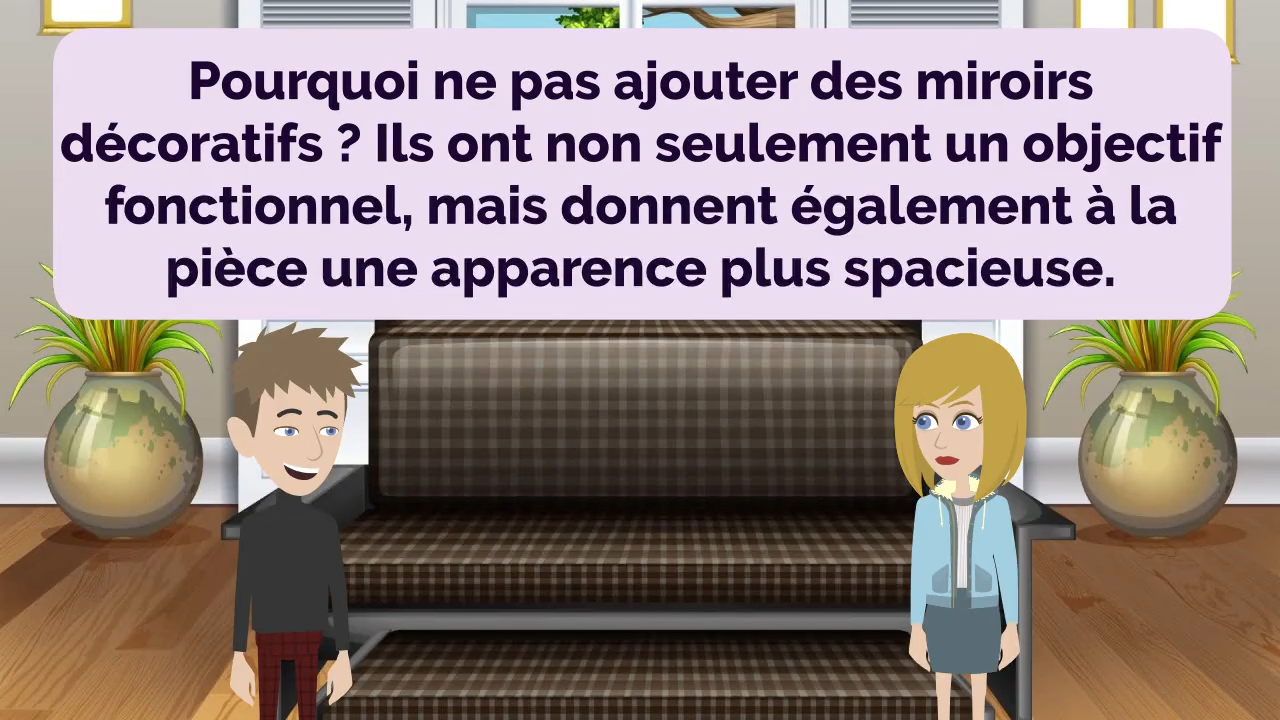 Pourquoi ne pas ajouter des miroirs
décoratifs ? Ils ont non seulement un objectif
fonctionnel, mais donnent également à la
pièce une apparence plus spacieuse.